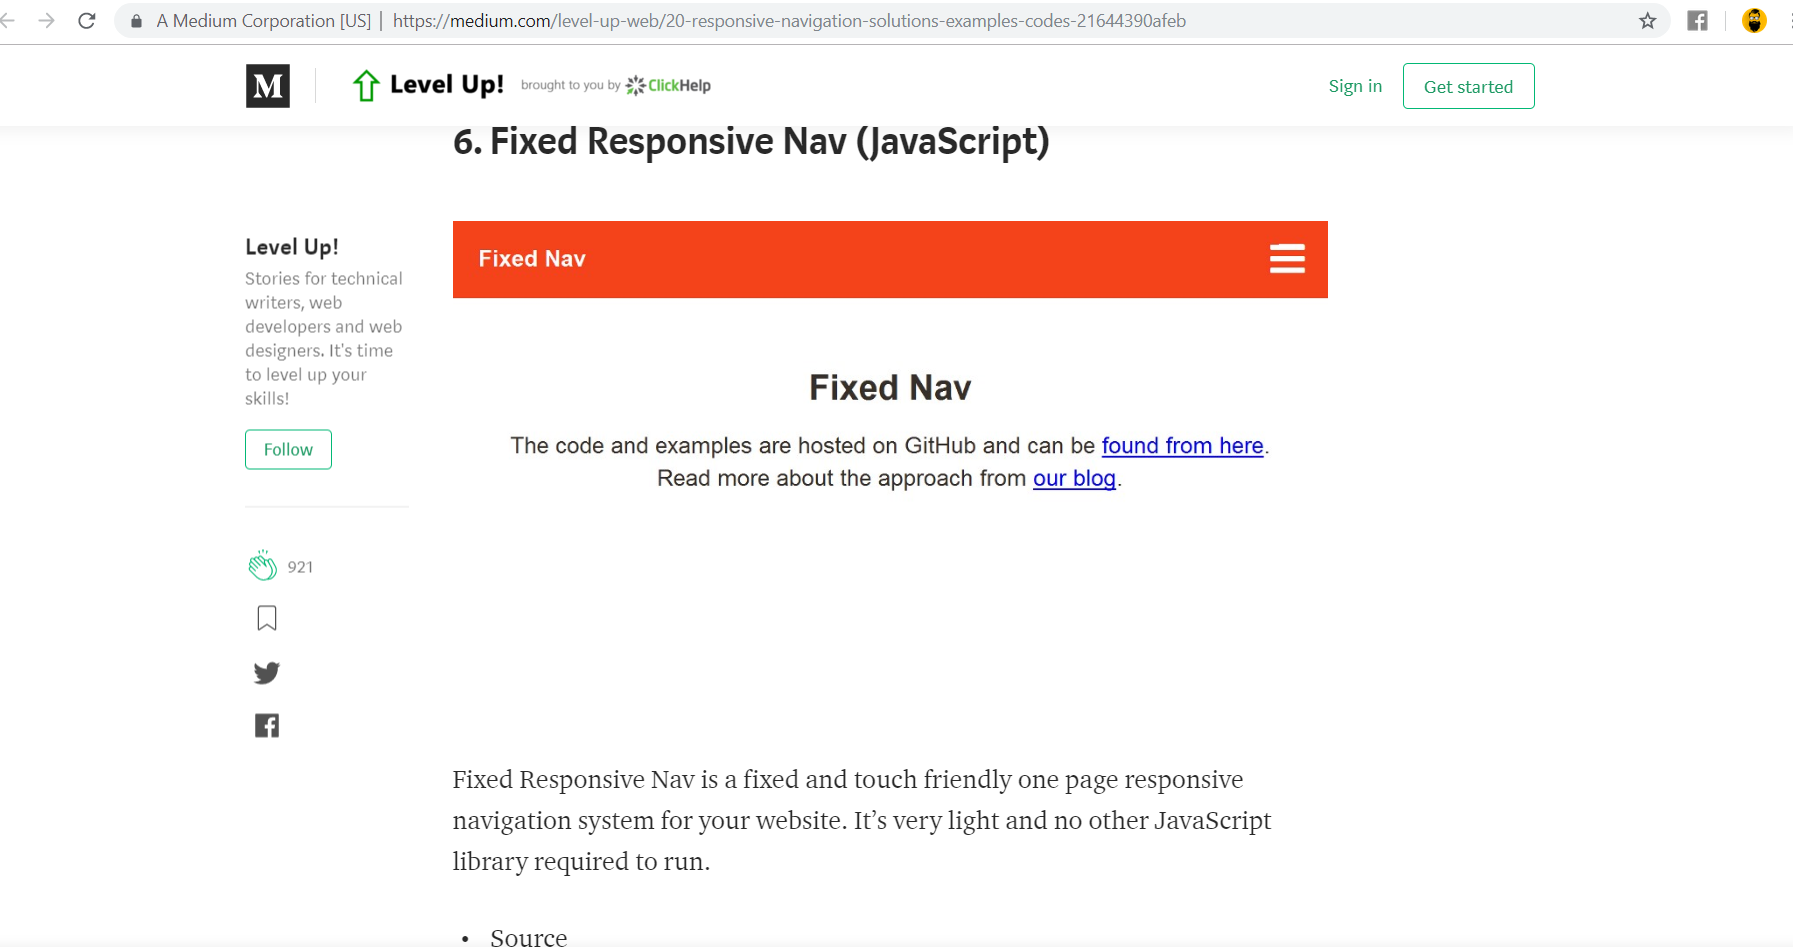 A Medium Corporation [US] | https://medium.com/level-up-web/20-responsive-navigation-solutions-examples-codes-21644390afeb
M
Level Up! brought to you by ClickHelp
Sign in
Get started
6. Fixed Responsive Nav (JavaScript)
Level Up!
Stories for technical
writers, web
developers and web
designers. It's time
to level up your
skills!
Follow
921
Fixed Nav
Fixed Nav
The code and examples are hosted on GitHub and can be found from here.
Read more about the approach from our blog.
Fixed Responsive Nav is a fixed and touch friendly one page responsive
navigation system for your website. It’s very light and no other JavaScript
library required to run.
• Source